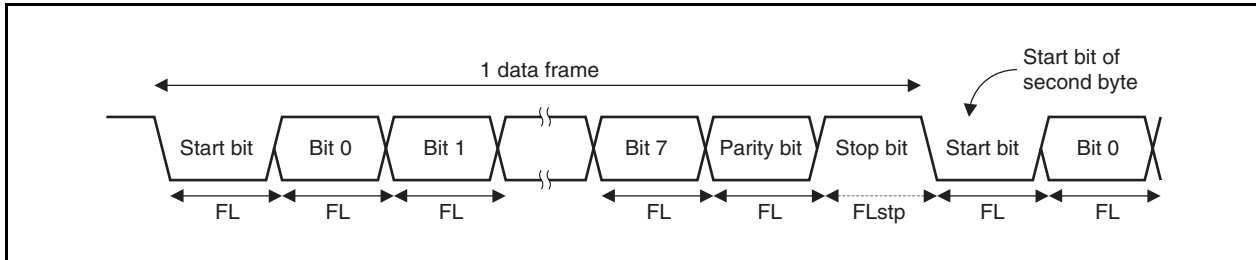 1 data frame
Start bit of
second byte
Start bit Bit 0 Bit 1 Bit 7 Parity bit Stop bit Start bit Bit 0
FL FL FL FL FL FLstp FL FL